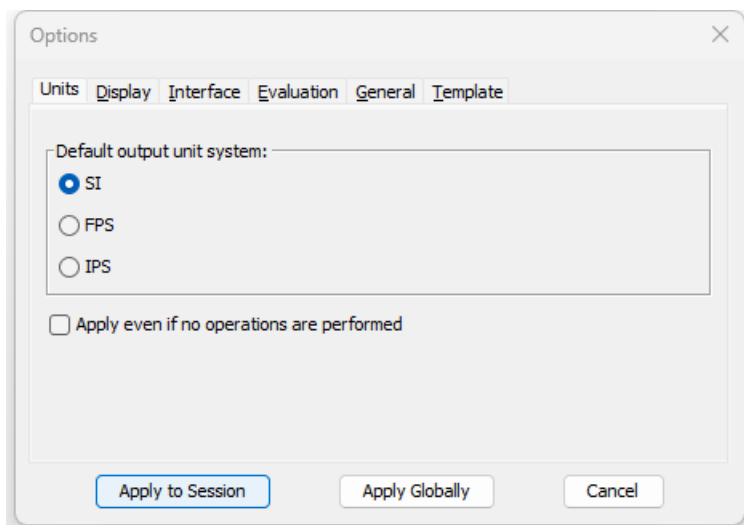 Options
Units Display Interface Evaluation General Template
Default output unit system:
SI
FPS
IPS
Apply even if no operations are performed
Apply to Session Apply Globally Cancel